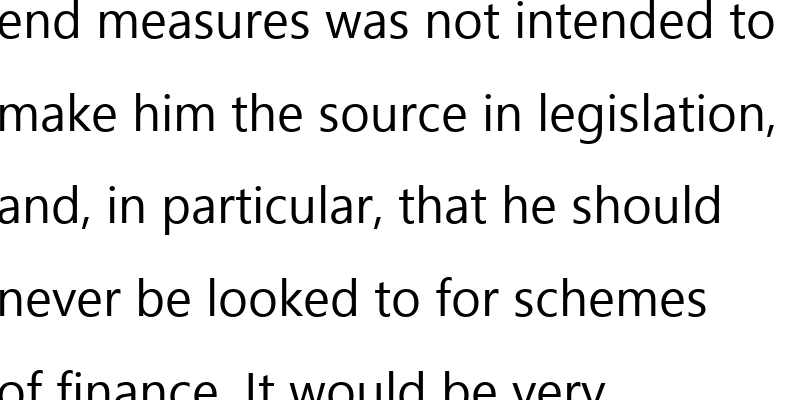 end measures was not intended to
make him the source in legislation,
and, in particular, that he should
never be looked to for schemes
of finance. It would be very